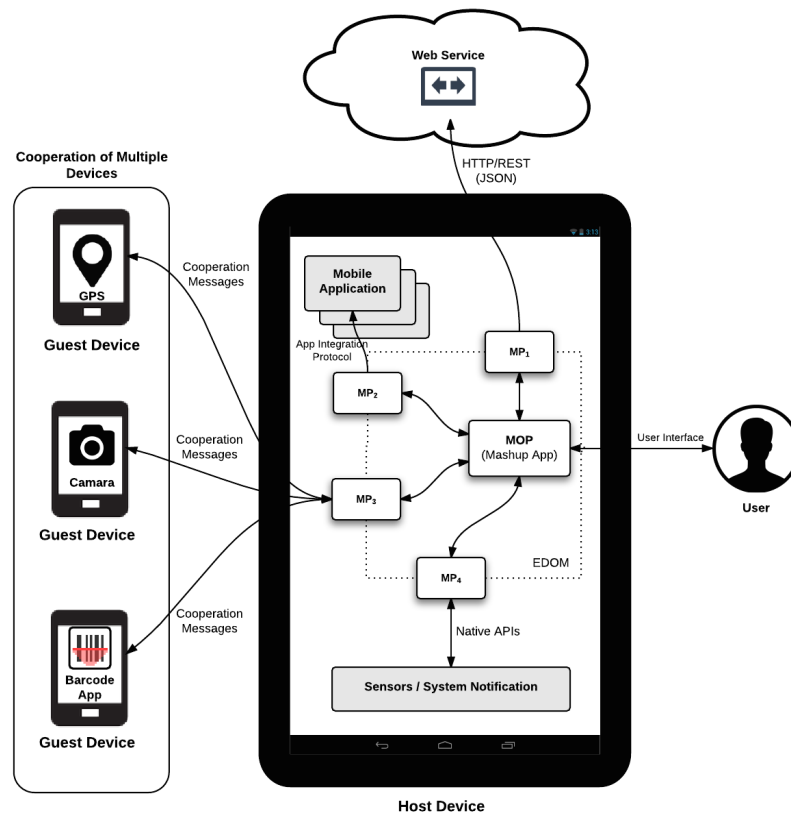 Web Service
HTTP/REST
(JSON)
Cooperation of Multiple
Devices
GPS
Guest Device
Cooperation
Messages
Camara
Guest Device
Cooperation
Messages
Barcode
App
Guest Device
Cooperation
Messages
3:13
Mobile
Application
App Integration
Protocol
MP1
MP2
MOP
(Mashup App)
MP3
EDOM
MP4
Native APIs
Sensors / System Notification
User Interface
User
Host Device